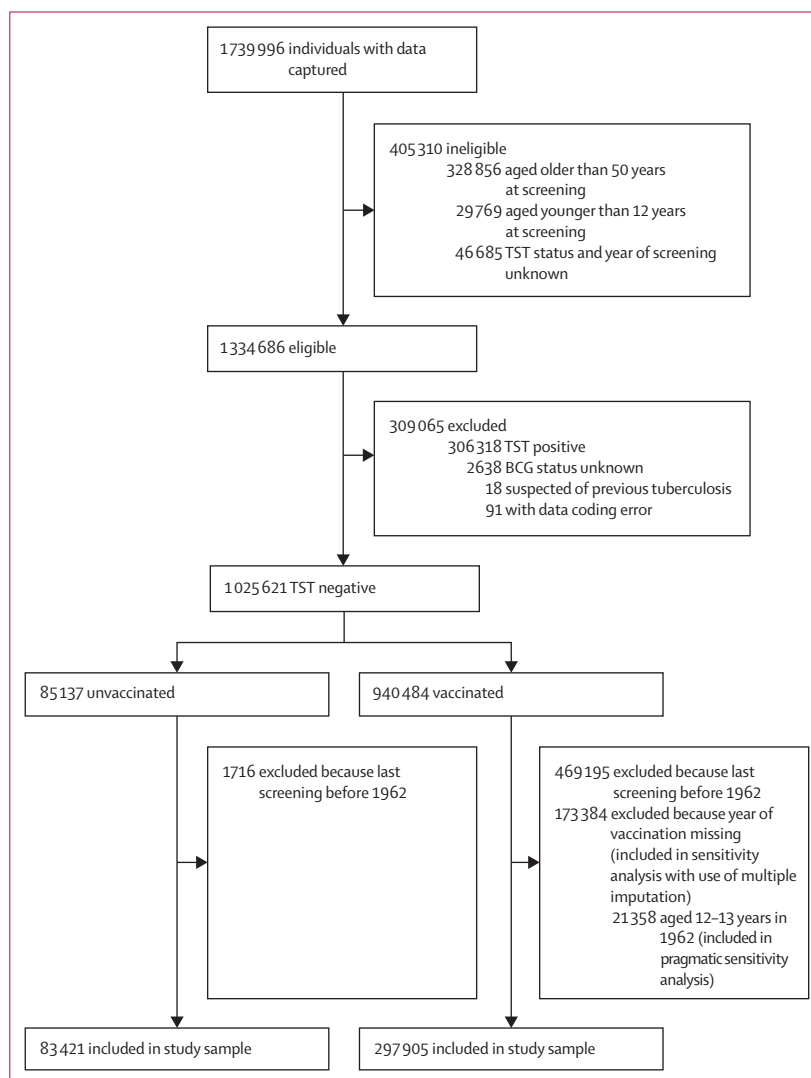 1739996 individuals with data
captured
405310 ineligible
328856 aged older than 50 years
at screening
29769 aged younger than 12 years
at screening
46685 TST status and year of screening
unknown
1334686 eligible
309065 excluded
306318 TST positive
2638 BCG status unknown
18 suspected of previous tuberculosis
91 with data coding error
1025621 TST negative
85137 unvaccinated
940484 vaccinated
1716 excluded because last
screening before 1962
469195 excluded because last
screening before 1962
173384 excluded because year of
vaccination missing
(included in sensitivity
analysis with use of multiple
imputation)
21358 aged 12–13 years in
1962 (included in
pragmatic sensitivity
analysis)
83421 included in study sample
297905 included in study sample